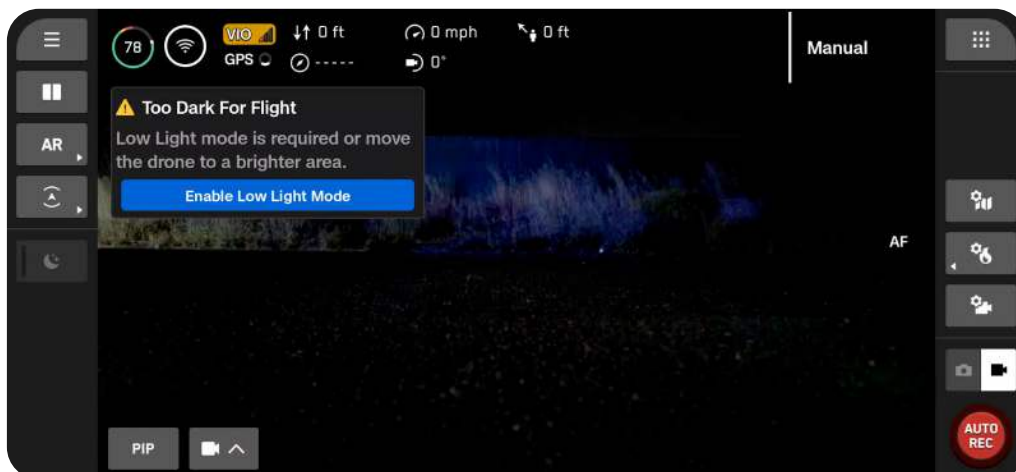 78
VIO
0 ft
0 mph
0 ft
GPS
-----
0°
Manual
AR
Too Dark For Flight
Low Light mode is required or move
the drone to a brighter area.
Enable Low Light Mode
AF
PIP
AUTO
REC